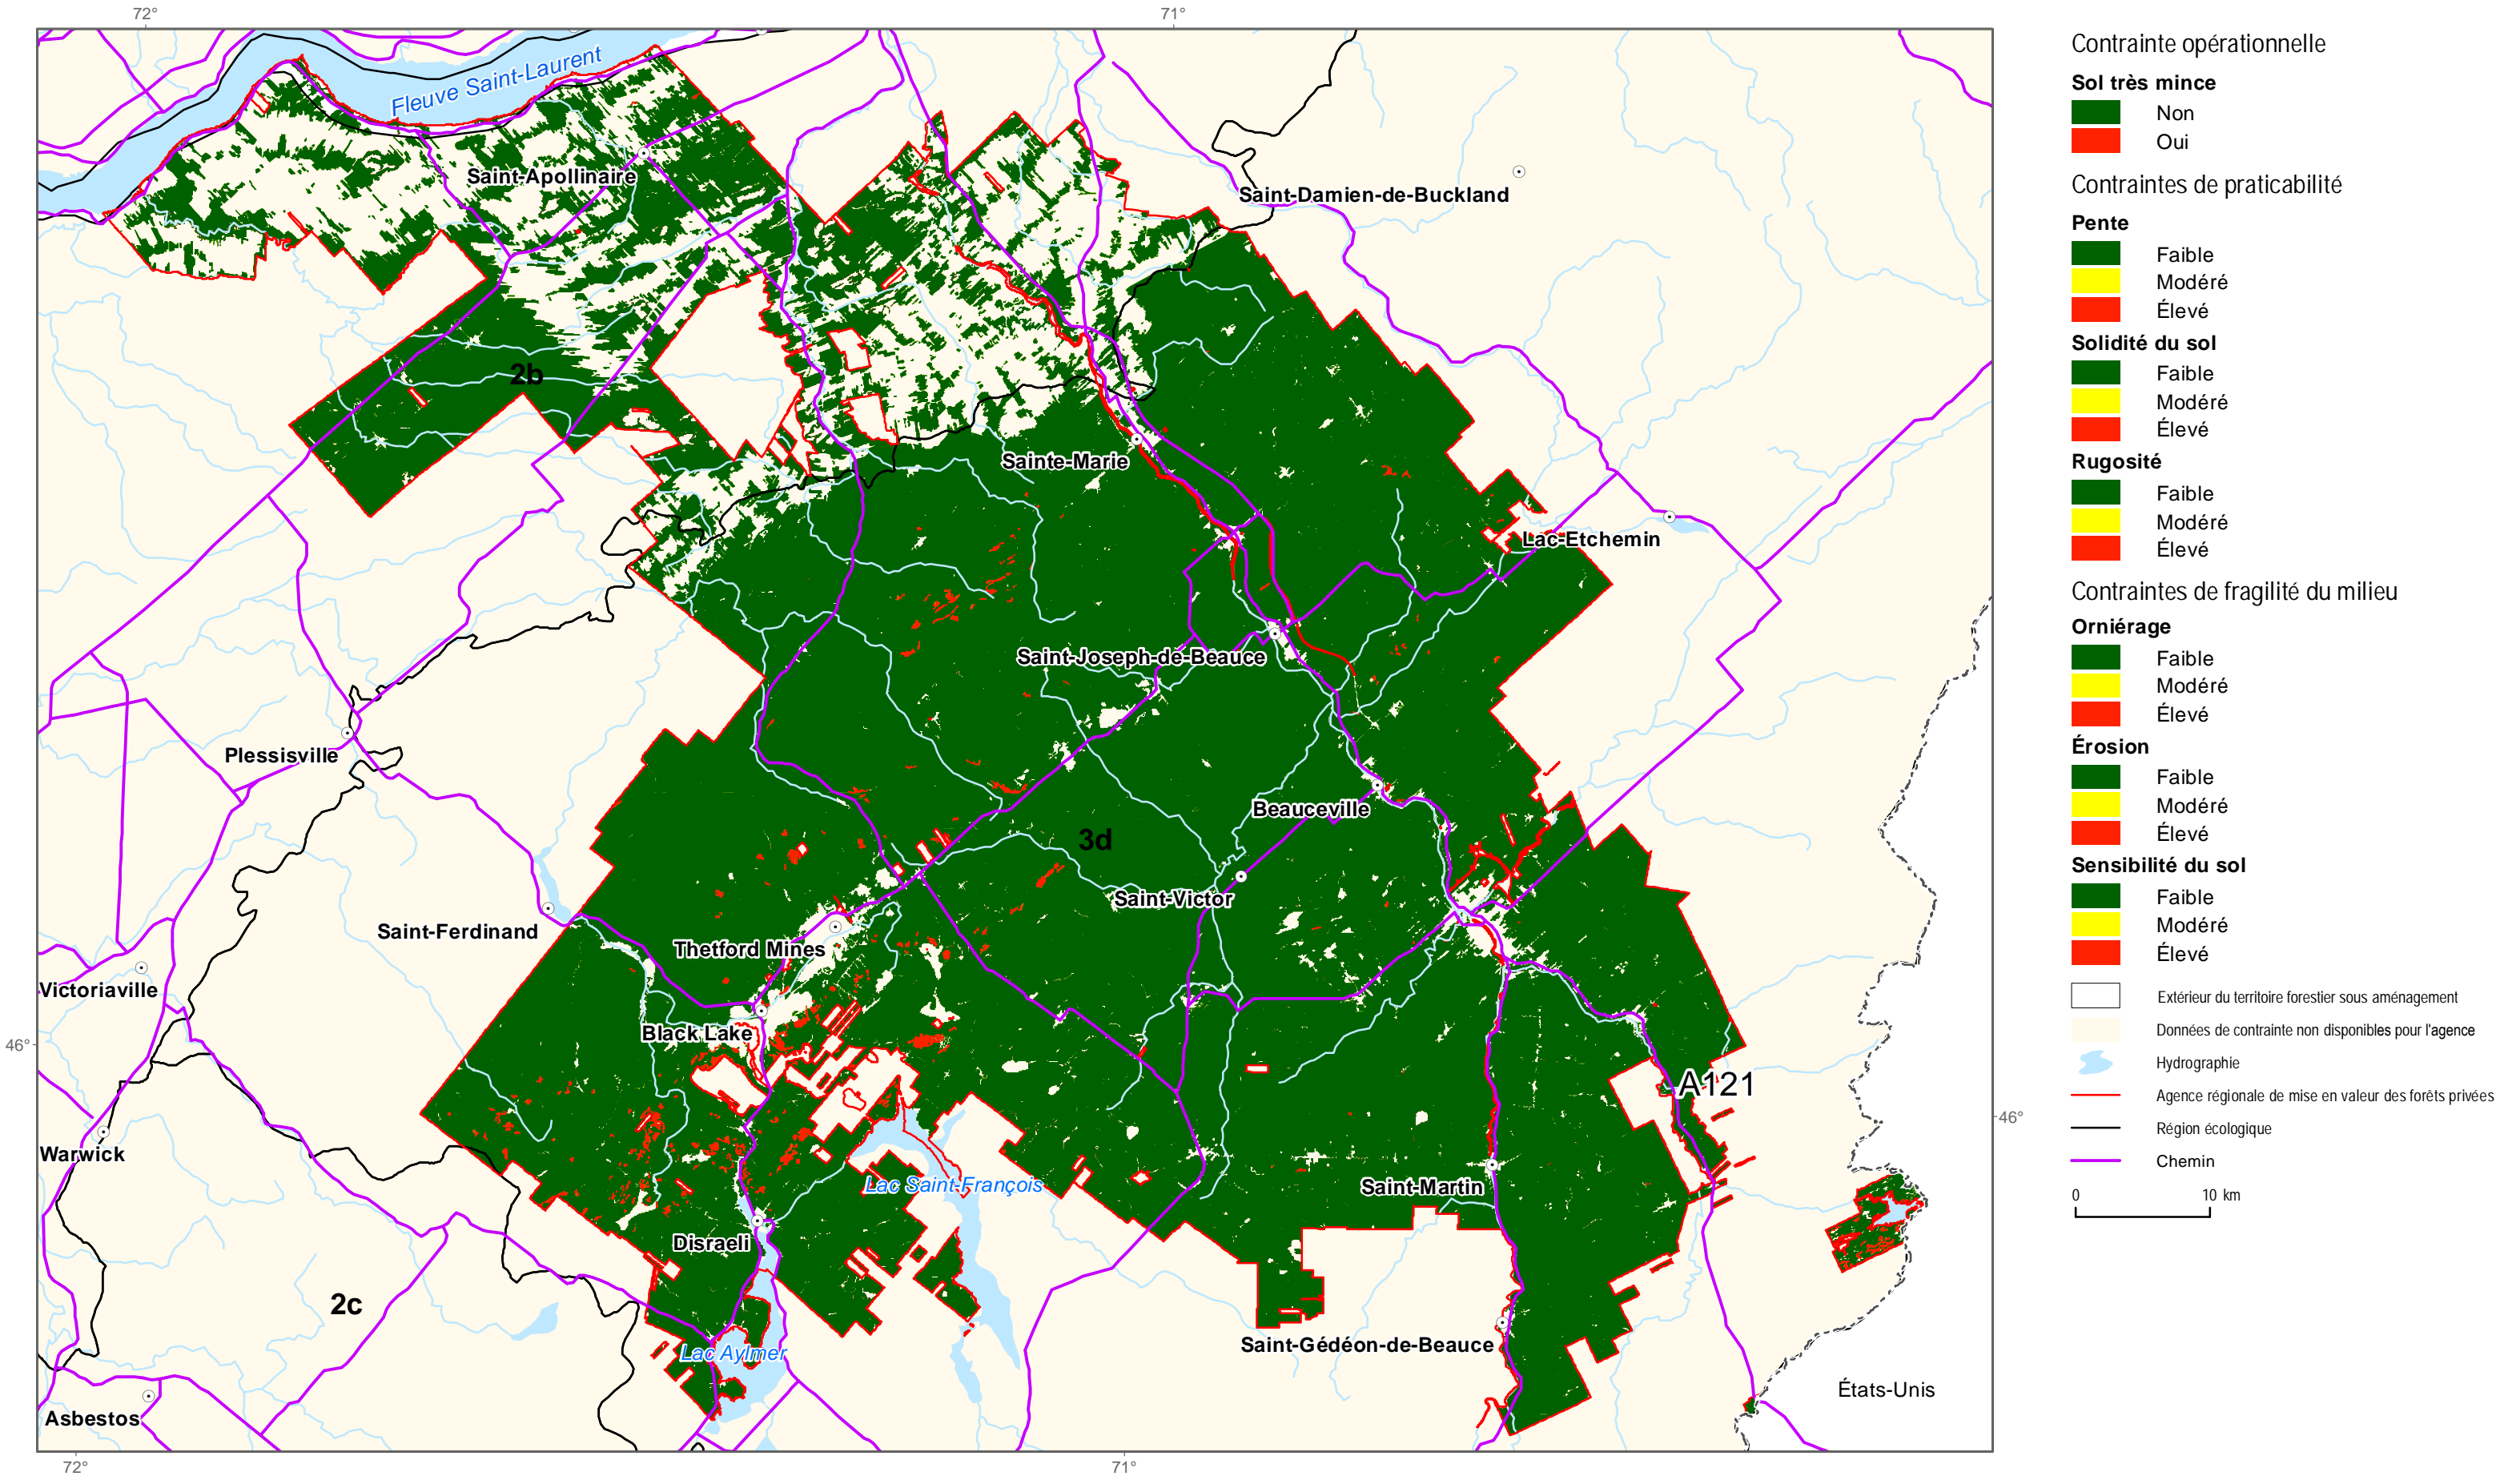 72°
71°
Fleuve Saint-Laurent
Saint-Apollinaire
Saint-Damien-de-Buckland
2b
Sainte-Marie
Lac-Etchemin
Saint-Joseph-de-Beauce
Plessisville
Beauceville
3d
Saint-Victor
Saint-Ferdinand
Thetford Mines
Victoriaville
Black Lake
46°
A121
46°
Warwick
Lac Saint-François
Saint-Martin
Disraeli
2c
Saint-Gédéon-de-Beauce
Lac Aylmer
États-Unis
Asbestos
72°
71°
Contrainte opérationnelle
Sol très mince
Non
Oui
Contraintes de praticabilité
Pente
Faible
Modéré
Élevé
Solidité du sol
Faible
Modéré
Élevé
Rugosité
Faible
Modéré
Élevé
Contraintes de fragilité du milieu
Orniérage
Faible
Modéré
Élevé
Érosion
Faible
Modéré
Élevé
Sensibilité du sol
Faible
Modéré
Élevé
Extérieur du territoire forestier sous aménagement
Données de contrainte non disponibles pour l'agence
Hydrographie
Agence régionale de mise en valeur des forêts privées
Région écologique
Chemin
0 10 km